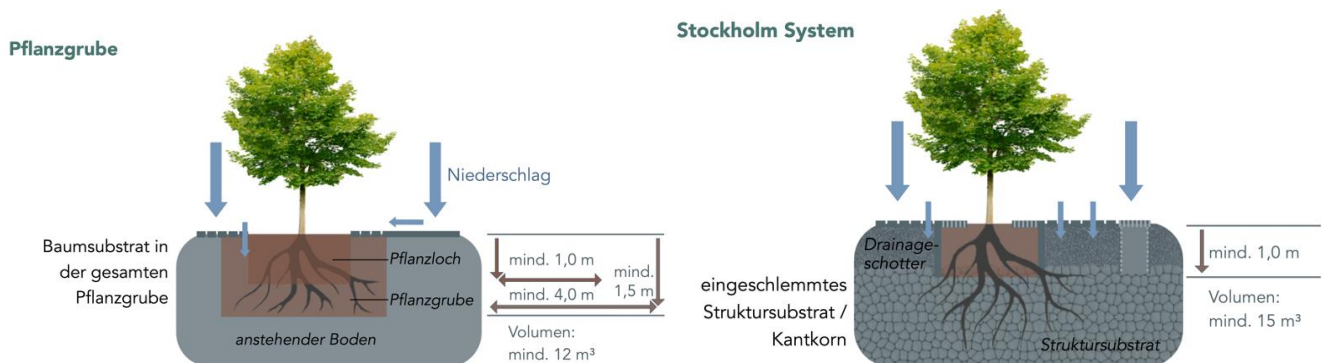 Pflanzgrube
Niederschlag
Baumsubstrat in
der gesamten
Pflanzgrube
Pflanzloch
Pflanzgrube
anstehender Boden
mind. 1,0 m
mind. 4,0 m
mind.
1,5 m
Volumen:
mind. 12 m³
Stockholm System
Drainage-
schotter
eingeschlemmtes
Struktursubstrat /
Kantkorn
Struktursubstrat
mind. 1,0 m
Volumen:
mind. 15 m³